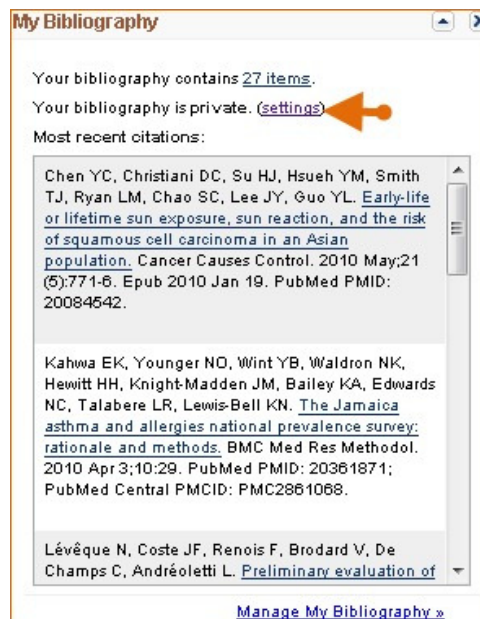 My Bibliography
Your bibliography contains 27 items.
Your bibliography is private. (settings)
Most recent citations:
Chen YC, Christiani DC, Su HJ, Hsueh YM, Smith
TJ, Ryan LM, Chao SC, Lee JY, Guo YL. Early-life
or lifetime sun exposure, sun reaction, and the risk
of squamous cell carcinoma in an Asian
population. Cancer Causes Control. 2010 May;21
(5):771-6. Epub 2010 Jan 19. PubMed PMID:
20084542.
Kahwa EK, Younger NO, Wint YB, Waldron NK,
Hewitt HH, Knight-Madden JM, Bailey KA, Edwards
NC, Talabere LR, Lewis-Bell KN. The Jamaica
asthma and allergies national prevalence survey:
rationale and methods. BMC Med Res Methodol.
2010 Apr 3;10:29. PubMed PMID: 20361871;
PubMed Central PMCID: PMC2861068.
Lévêque N, Coste JF, Renois F, Brodard V, De
Champs C, Andréoletti L. Preliminary evaluation of
Manage My Bibliography »